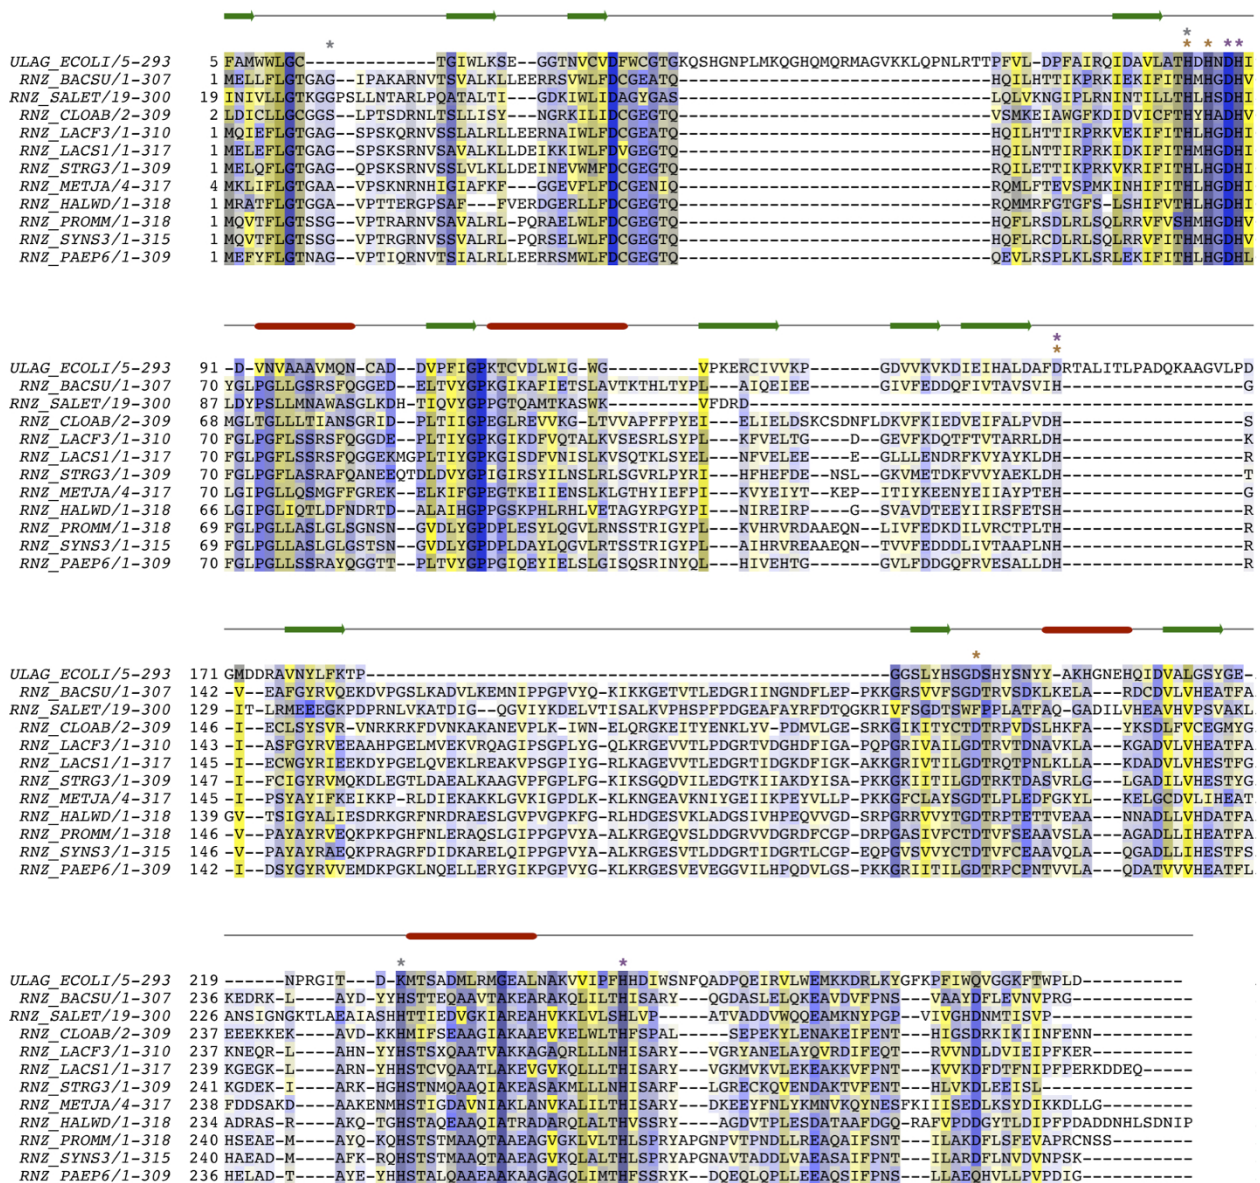 * *
* * * *
ULAG_ECOLI/5-293 5 FAMWWLGC-------------TGIWLKSE--GGTNVCVDFWCGTGKQSHGNPLMKQGHQMQRMAGVKKLQPNLRTTPFVL-DPFAIRQIDAVLATHDHNDHI
RNZ_BACSU/1-307 1 MELLFLGTGAG--IPAKARNVTSVALKLLEERRSVWLFDCGEATQ-----------------------------HQILHTTIKPRKIEKIFITHMHGDHV
RNZ_SALET/19-300 19 INIVLLGTKGGPSLLNTARLPQATALTI---GDKIWLIDAGYGAS-----------------------------LQLVKNGIPLRNINTILLTHLHSDHI
RNZ_CLOAB/2-309 2 LDICLLGCGGS--LPTSDRNLTSLLISY---NGRKILIDCGEGTQ-----------------------------VSMKEIAWGFKDIDVICFTHYHADHV
RNZ_LACF3/1-310 1 MQIEFLGTGAG--SPSKQRNVSSLALRLLEERNAIWLFDCGEATQ-----------------------------HQILHTTIRPRKVEKIFITHLHGDHI
RNZ_LACS1/1-317 1 MELEFLGTGAG--SPSKSRNVSAVALKLLDEIKKIWLFDVGEGTQ-----------------------------HQILNTTIRPRKIDKIFITHLHGDHI
RNZ_STRG3/1-309 1 MELQFLGTGAG--QPSKSRNVSSLVLKLLDEINEVWMFDCGEGTQ-----------------------------RQILETTIKPRKVKRIFITHLHGDHI
RNZ_METJA/4-317 4 MKLIFLGTGAA--VPSKNRNHIGIAFKF---GGEVFLFDCGENIQ-----------------------------RQMLFTEVSPMKINHIFITHLHGDHI
RNZ_HALWD/1-318 1 MRATFLGTGGA--VPTTERGPSAF--FVERDGERLLFDCGEGTQ-----------------------------RQMMRFGTGFS-LSHIFVTHLHGDHI
RNZ_PROMM/1-318 1 MQVTFLGTSSG--VPTRARNVSAVALRL-PQRAELWLFDCGEGTQ-----------------------------HQFLRSDLRLSQLRRVFVSHMHGDHV
RNZ_SYNS3/1-315 1 MQVTFLGTSSG--VPTRGRNVSSVALRL-PQRSELWLFDCGEGTQ-----------------------------HQFLRCDLRLSQLRRVFITHMHGDHV
RNZ_PAEP6/1-309 1 MEFYFLGTNAG--VPTIQRNVTSIALRLLEERRSMWLFDCGEGTQ-----------------------------QEVLRSPLKLSRLEKIFITHLHGDHL
*
*
ULAG_ECOLI/5-293 91 -D-VNVAAAVMQN-CAD--DVPFIGPKTCVDLWIG-WG-------VPKERCIVVKP-------GDVVKVKDIEIHALDAFDRTALITLPADQKAAGVLPD
RNZ_BACSU/1-307 70 YGLPGLLGSRSFQGGED--ELTVYGPKGIKAFIETSLAVTKTHLTYPL---AIQEIEE-----GIVFEDDQFIVTAVSVIH-----------------G
RNZ_SALET/19-300 87 LDYPSLLMNAWASGLKDH-TIQVYGPPGTQAMTKASWK---------VFDRD-----------------------------------------------
RNZ_CLOAB/2-309 68 MGLTGLLLTIANSGRID--PLTIIGPEGLREVVKG-LTVVAPFFPYEI---ELIELDSKCSDNFLDKVFKIEDVEIFALPVDH-----------------S
RNZ_LACF3/1-310 70 FGLPGFLSSRSFQGGDE--PLTIYGPKGIKDFVQTALKVSESRLSYPL---KFVELTG---D-GEVFKDQTFTVTARRLDH-----------------G
RNZ_LACS1/1-317 70 FGLPGFLSSRSFQGGEKMGPLTIYGPKGISDFVNISLKVSQTKLSYEL---NFVELEE---E-GLLLENDRFKVYAYKLDH-----------------R
RNZ_STRG3/1-309 70 FGLPGFLASRAFQANEEQTDLDVYGPIGIRSYVLAGLRTSGVRLPYRI---HFHEFDE--NSL-GKVMETDKFTVYAEKLDH-----------------T
RNZ_METJA/4-317 70 LGIPGLLQSMGFFGREK--ELKIFGPEGTKEIIENSLKLGTHYIEFPI---KVYEIYT--KEP--ITIYKEENYEIIAYPTEH-----------------G
RNZ_HALWD/1-318 66 LGIPGLIQTLDFNDRTD--ALAIHGPPGSKPHLRHLVETAGYRPGYPI---NIREIRP---G-SVAVDTEEYIIRSFETSH-----------------G
RNZ_PROMM/1-318 69 FGLPGLLASLGLSGNSN--GVDLYGPDPLESYLQGVLRNSSTRIGYPL---KVHRVRDAAEQN--LIVFEDKDILVRCTPLTH-----------------R
RNZ_SYNS3/1-315 69 FGLPGLLASLGLGSTSN--GVDLYGPDPLDAYLQGVLRTSSTRIGYPL---AIHRVREAAEQN--TVVFEDDDLIVTAAPLNH-----------------R
RNZ_PAEP6/1-309 70 FGLPGLLSSRAYQGGTT--PLTVYGPPGIQEYIELSLGISQSRINYQL---HIVEHTG-----GVLFDDGQFRVESALLDH-----------------R
*
ULAG_ECOLI/5-293 171 GMDDRAVNYLFKTP---------------------------------------------------GGSLYHSGDSHYSNYY-AKHGNEHQIDVALGSYGE-
RNZ_BACSU/1-307 142 -V--EAFGYRVQEKDVPGSLKADVLKEMNIPPGPVYQ-KIKKGETVTLEDGRIINGNDFLEP-PKKGRSVVFSGDTRVSDKLKELA---RDCDVLVHEATFA
RNZ_SALET/19-300 129 -IT-LRMEEEGKPDPRNLVKATDIG--QGVIYKDELVTISALKVPHSPFPDGEAFAYRFDTQGKRIVFSGDTSWFEPLATFAQ-GADILVHEAVHVPSVAKL
RNZ_CLOAB/2-309 146 -I--ECLSYSVR--VNRKRKFDVNKAKANEVPLK-IWN-ELQRGKEITYENKLYV-PDMVLGE-SRKGIKITYCTDTRPVDSLHKFA---YKSDLFVCEGMYG
RNZ_LACF3/1-310 143 -I--ASFGYRVEEAAHPGELMVEKVRQAGIPSGPLYG-QLKRGEVVTLPDGRTVDGHDFIGA-PQPGRIVAILGDTRVTDNAVKLA---KGADVLVHESTFA
RNZ_LACS1/1-317 145 -I--ECWGYRIEEKDYPGELQVEKLREAKVPSGPIYG-RLKAGEVVTLEDGTIVDGKDFIGK-AKKGRIVTILGDTRQTPNLKLLA---KDADVLVHESTFG
RNZ_STRG3/1-309 147 -I--FCIGYRVMQKDLEGTLDADALKAAGVPFGPLFG-KIKSGQDVILEDGTKIIAKDYISA-PKKGKIITILGDTRKTDASVRLG---LGADILVHESTYG
RNZ_METJA/4-317 145 -I--PSYAYIFKEIKKP-RLDIEKAKKLGVKIGPDLK-KLKNGEAVKNIYGEIIKPEYVLLP-PKKGFCLAYSGDTLPLEDFGKYL---KELGCDVLIHEAT
RNZ_HALWD/1-318 139 GV--TSIGYALIEDDRKGRFNRDRAESLGVPVGPKFG-RLHDGESVKLADGSIVHPEQVVGD-SRPGRRVVYTGDTRPTETTVEAA---NNADLLVHDATFA
RNZ_PROMM/1-318 146 -V--PAYAYRVEQKPKPGHFNLERAQSLGIPPGPVYA-ALKRGEQVSLDDGRVVDGRDFCGP-DRPGASIVFCTDTVFSEAAVSLA---AGADLLIHEATFA
RNZ_SYNS3/1-315 146 -V--PAYAYRAEQKPRAGRFDIDKARELQIPPGPVYA-ALKRGESVTLDDGRTIDGRTLCGP-EQPGVSVVYCTDTVFCEAAVQLA---QGADLLIHESTFS
RNZ_PAEP6/1-309 142 -I--DSYGYRVVEMDKPGKLNQELLERYGIKPGPVYG-KLKRGESVEVEGGVILHPQDVLGS-PKKGRIITILGDTRPCPNTVVLA---QDATVVVHEATFL
* *
ULAG_ECOLI/5-293 219 ------NPRGIT---D-KMTSADMLRMGEALNAKVVIPFHHDIWSNFQADPQEIRVLWEMKKDRLKYGFKPFIWQVGGKFTWPLD-
RNZ_BACSU/1-307 236 KEDRK-L----AYD-YYHSTTEQAAVTAKEARAKQLILTHISARY---QGDASLELQKEAVDVFPNS---VAAYDFLEVNVPRG-
RNZ_SALET/19-300 226 ANSIGNGKTLAEAIASHHTTIEDVGKIAREAHVKKLVLSHLVP---ATVADDVWQQEAMKNYPGP--VIVGHDNMTISVP-
RNZ_CLOAB/2-309 237 EEEKKEK----AVD-KKHMIFSEAAGIAKAAEVKELWLTHFSPAL----SEPEKYLENAKEIFENT---HIGSDRKIKIINFENN---
RNZ_LACF3/1-310 237 KNEQR-L----AHN-YYHSTSXQAATVAKKAGAQRLLLNHISARY---VGRYANELAYQVRDIFEQT---RVVNDLDVIEIPFKER----
RNZ_LACS1/1-317 239 KGEGK-L----ARN-YHHSTCVQAATLAKEVGVKQLLLTHISARY---VGKMVKVLEKEAKKVFPNT---KVVKDFDTFNIPFPERKDDEQ---
RNZ_STRG3/1-309 241 KGDEK-I----ARK-HGHSTNMQAAQIAKEASAKMLLLNHISARF---LGRECKQVENDAKTVFENT---HLVKDLEEISL-
RNZ_METJA/4-317 238 FDDSAKD----AAKENMHSTIGDAVNIAKLANVKALILTHISARY---DKEEYFNLYKMNVKQYNESFKIIISEDLKSYDIKKDLLG---
RNZ_HALWD/1-318 234 ADRAS-R----AKQ-TGHSTAQEAAQIATRADARQLALTHISSRY---AGDVTPLESDATAAFDGQ-RAFVPDDGYTLDIPFPDADDNHLSDNIP
RNZ_PROMM/1-318 240 HSEAE-M----AYQ-KQHSTSTMAAQTAAEAGVGKLVLTHLSPRYAPGNPVTPNDLLREAQAIFSNT---ILAKDFLSFEVAPRCNSS---
RNZ_SYNS3/1-315 240 HAEAD-M----AFK-RQHSTSTMAAQTAAEAGVKQLALTHLSPRYAPGNAVTADDLVAEASAIFPNT---ILARDFLNVDVNPSK-
RNZ_PAEP6/1-309 236 HELAD-T----AYE-YHHSTALQAAEAAKAAGAGQLIMTHFSSRYK-DQEQLQPLLEEAQSIFPNS---LLAEQHVLLPVPDIG-